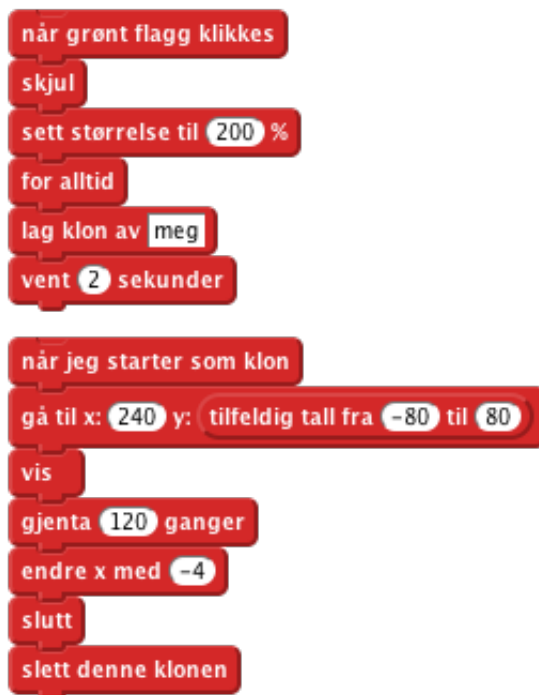 når grønt flagg klikkes
skjul
sett størrelse til 200 %
for alltid
lag klon av meg
vent 2 sekunder
når jeg starter som klon
gå til x: 240 y: tilfeldig tall fra -80 til 80
vis
gjenta 120 ganger
endre x med -4
slutt
slett denne klonen